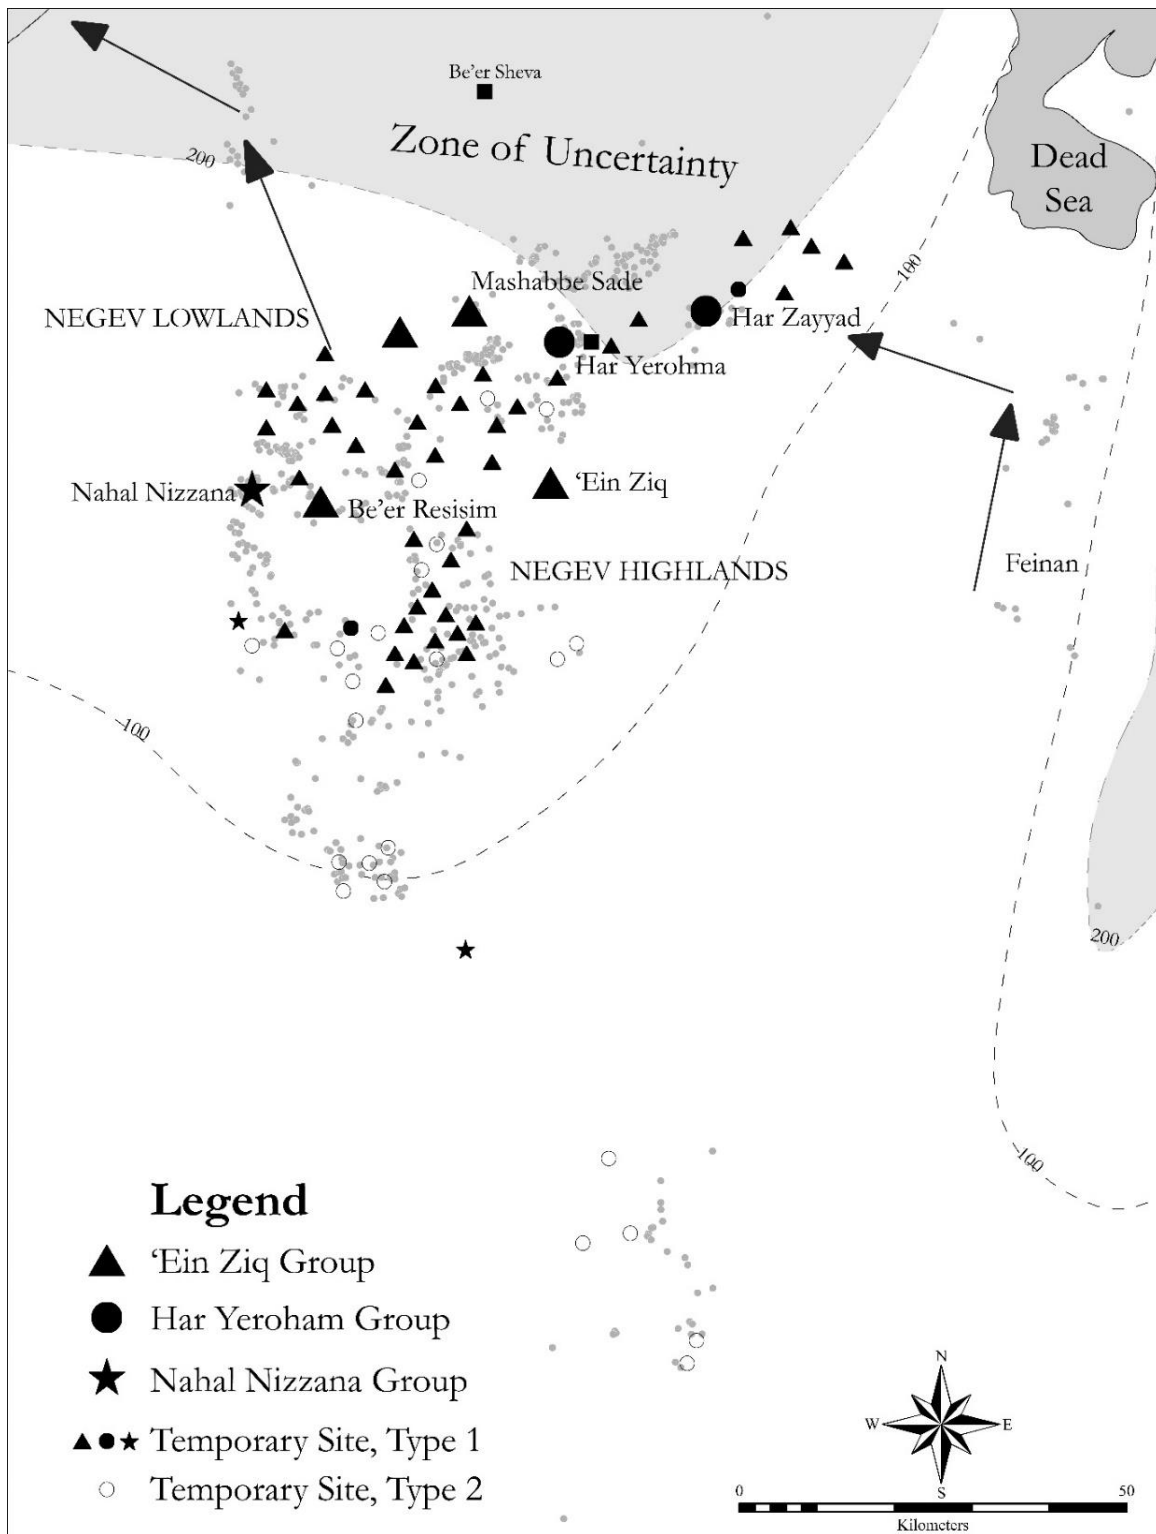 Be'er Sheva
Zone of Uncertainty
200
Dead
Sea
100
Mashabbe Sade
NEGEV LOWLANDS
Har Zayyad
Har Yerohma
Nahal Nizzana
'Ein Ziq
Be'er Resisim
Feinan
NEGEV HIGHLANDS
100
200
100
Legend
'Ein Ziq Group
Har Yeroham Group
Nahal Nizzana Group
Temporary Site, Type 1
Temporary Site, Type 2
N
W
E
S
0
50
Kilometers